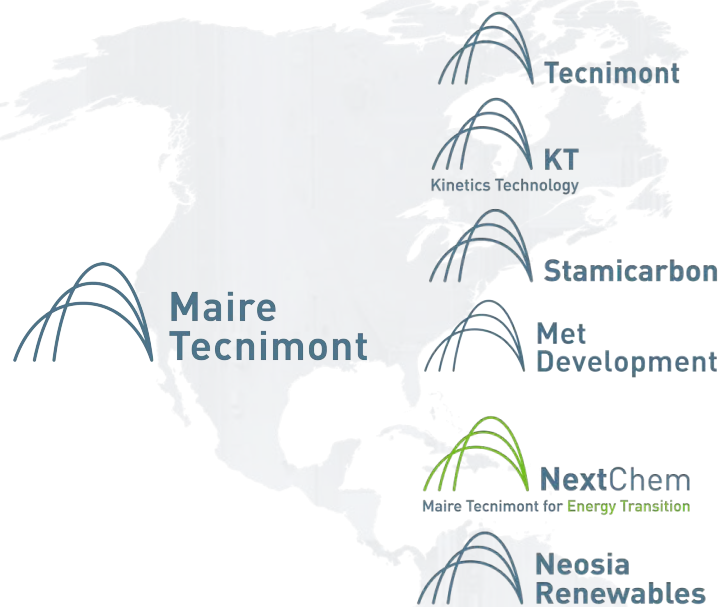 Maire
Tecnimont
Tecnimont
KT
Kinetics Technology
Stamicarbon
Met
Development
NextChem
Maire Tecnimont for Energy Transition
Neosia
Renewables